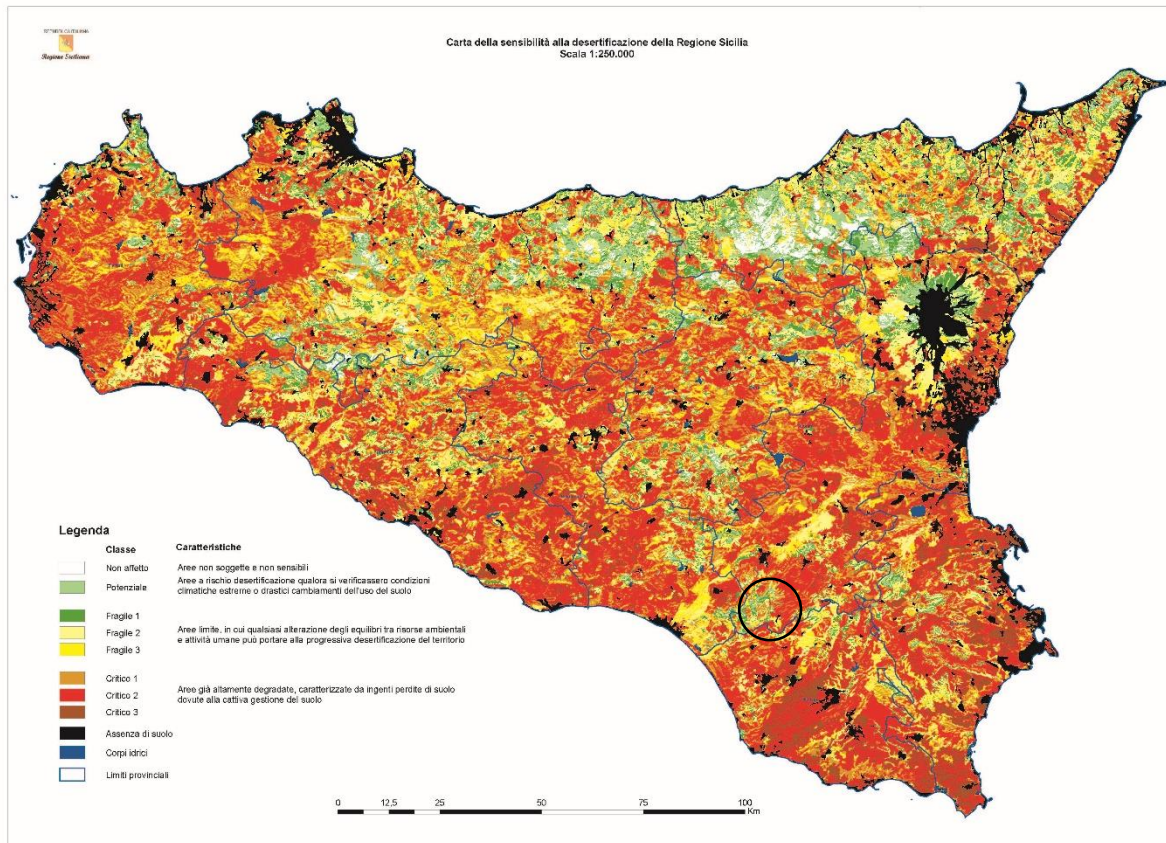 Regione Siciliana
Carta della sensibilità alla desertificazione della Regione Sicilia
Scala 1:250.000
Legenda
Classe Caratteristiche
Non affetto Aree non soggette e non sensibili
Potenziale Aree a rischio desertificazione qualora si verificassero condizioni
climatiche estreme o drastici cambiamenti dell'uso del suolo
Fragile 1
Fragile 2 Aree limite, in cui qualsiasi alterazione degli equilibri tra risorse ambientali
e attività umane può portare alla progressiva desertificazione del territorio
Fragile 3
Critico 1
Critico 2 Aree già altamente degradate, caratterizzate da ingenti perdite di suolo
dovute alla cattiva gestione del suolo
Critico 3
Assenza di suolo
Corpi idrici
Limiti provinciali
0 12,5 25 50 75 100
Km